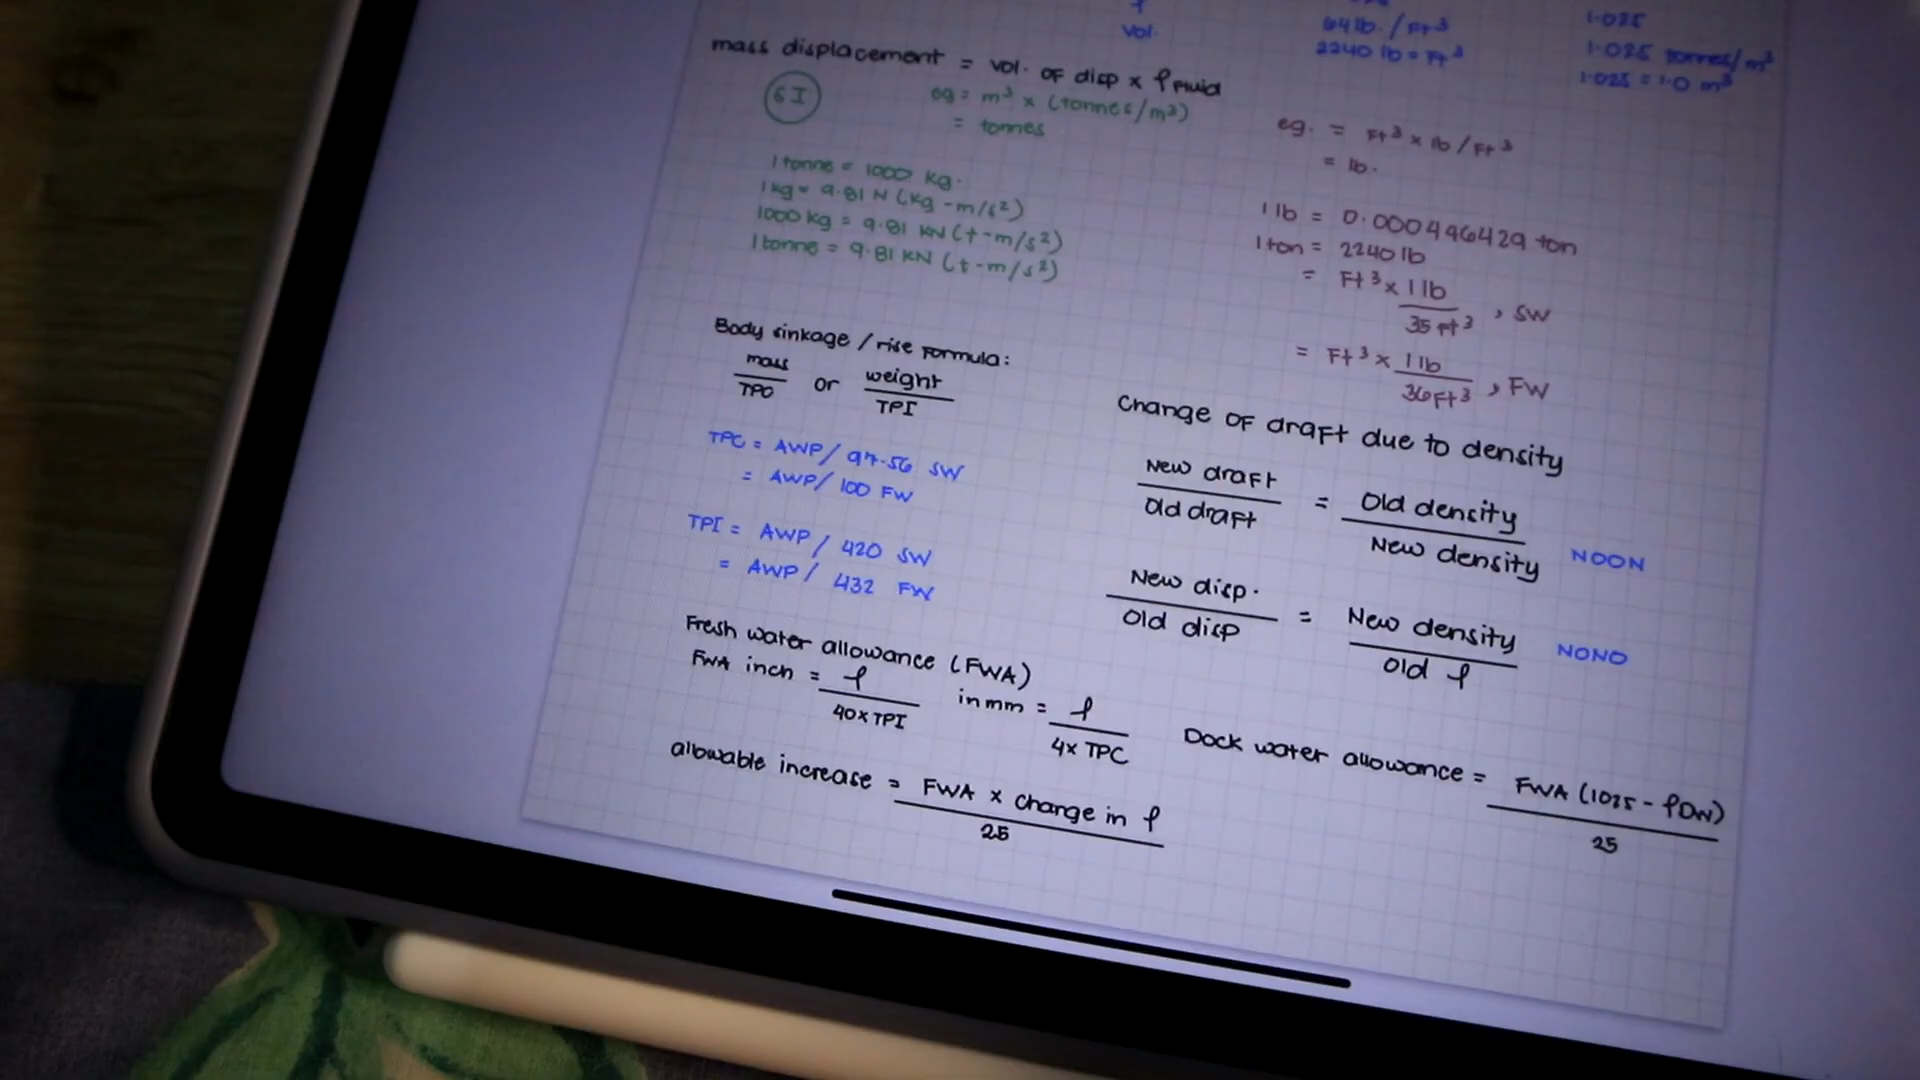 Vol.
64 lb. / Ft³
2240 lb = Ft³
1.025
1.025 tonnes/m³
1.025 = 1.0 m³
mass displacement = vol. OF disp x ρ Fluid
SI
eg = m³ x (tonnes/m³)
= tonnes
1 tonne = 1000 kg.
1 kg = 9.81 N (kg-m/s²)
1000 kg = 9.81 KN (t-m/s²)
1 tonne = 9.81 KN (t-m/s²)
eg. = Ft³ x lb / Ft³
= lb.
1 lb = 0.000446429 ton
1 ton = 2240 lb
= Ft³ x 1 lb
35 Ft³ , SW
= Ft³ x 1 lb
36 Ft³ , FW
Body sinkage / rise Formula:
mass or weight
TPC TPI
TPC = AWP / 97.56 SW
= AWP / 100 FW
TPI = AWP / 420 SW
= AWP / 432 FW
Fresh water allowance (FWA)
FWA inch = ρ in mm = ρ
40 x TPI 4 x TPC
allowable increase = FWA x change in ρ
25
Change OF draft due to density
New draft = Old density
Old draft New density NOON
New disp. = New density
Old disp Old ρ NONO
Dock water allowance = FWA (1025 - ρDW)
25